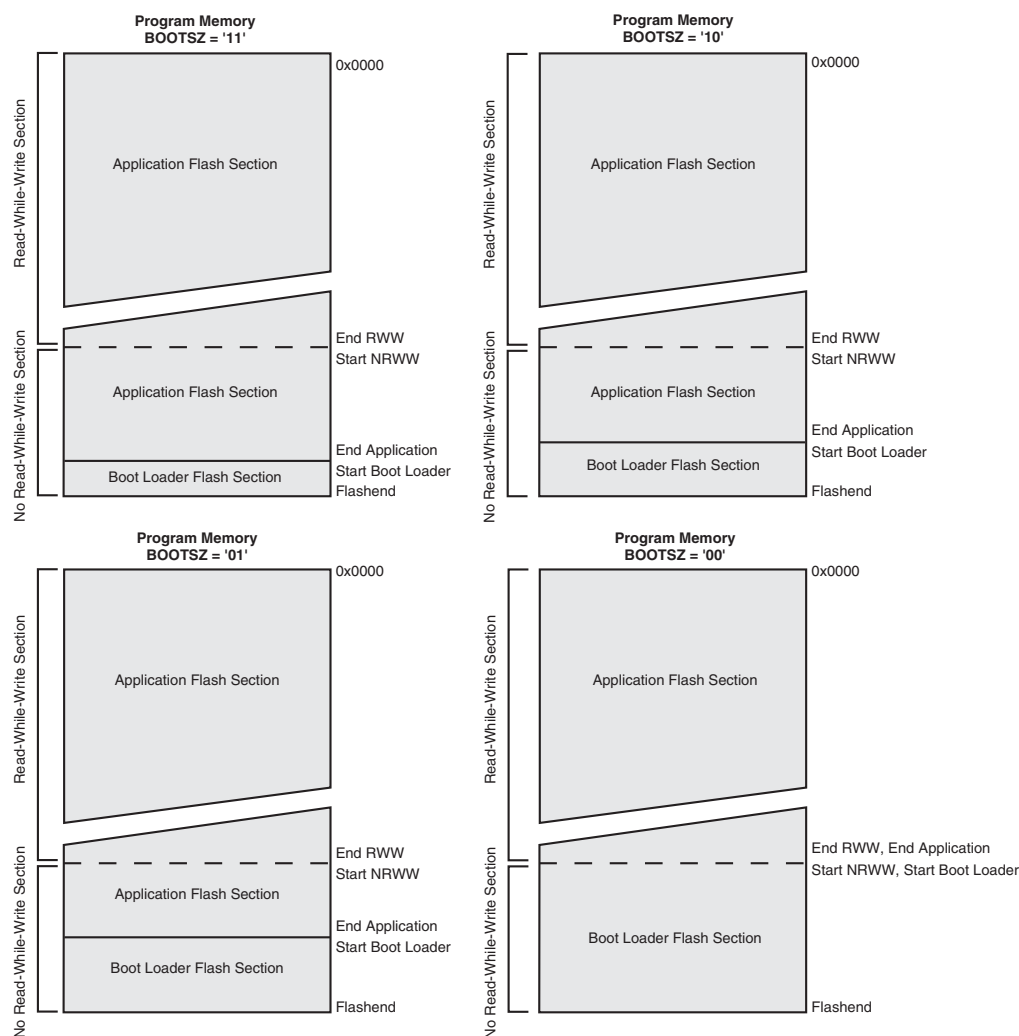 Program Memory
BOOTSZ = '11'
0x0000
Read-While-Write Section
Application Flash Section
End RWW
Start NRWW
No Read-While-Write Section
Application Flash Section
End Application
Start Boot Loader
Boot Loader Flash Section
Flashend
Program Memory
BOOTSZ = '10'
0x0000
Read-While-Write Section
Application Flash Section
End RWW
Start NRWW
No Read-While-Write Section
Application Flash Section
End Application
Start Boot Loader
Boot Loader Flash Section
Flashend
Program Memory
BOOTSZ = '01'
0x0000
Read-While-Write Section
Application Flash Section
End RWW
Start NRWW
No Read-While-Write Section
Application Flash Section
End Application
Start Boot Loader
Boot Loader Flash Section
Flashend
Program Memory
BOOTSZ = '00'
0x0000
Read-While-Write Section
Application Flash Section
End RWW, End Application
Start NRWW, Start Boot Loader
No Read-While-Write Section
Boot Loader Flash Section
Flashend